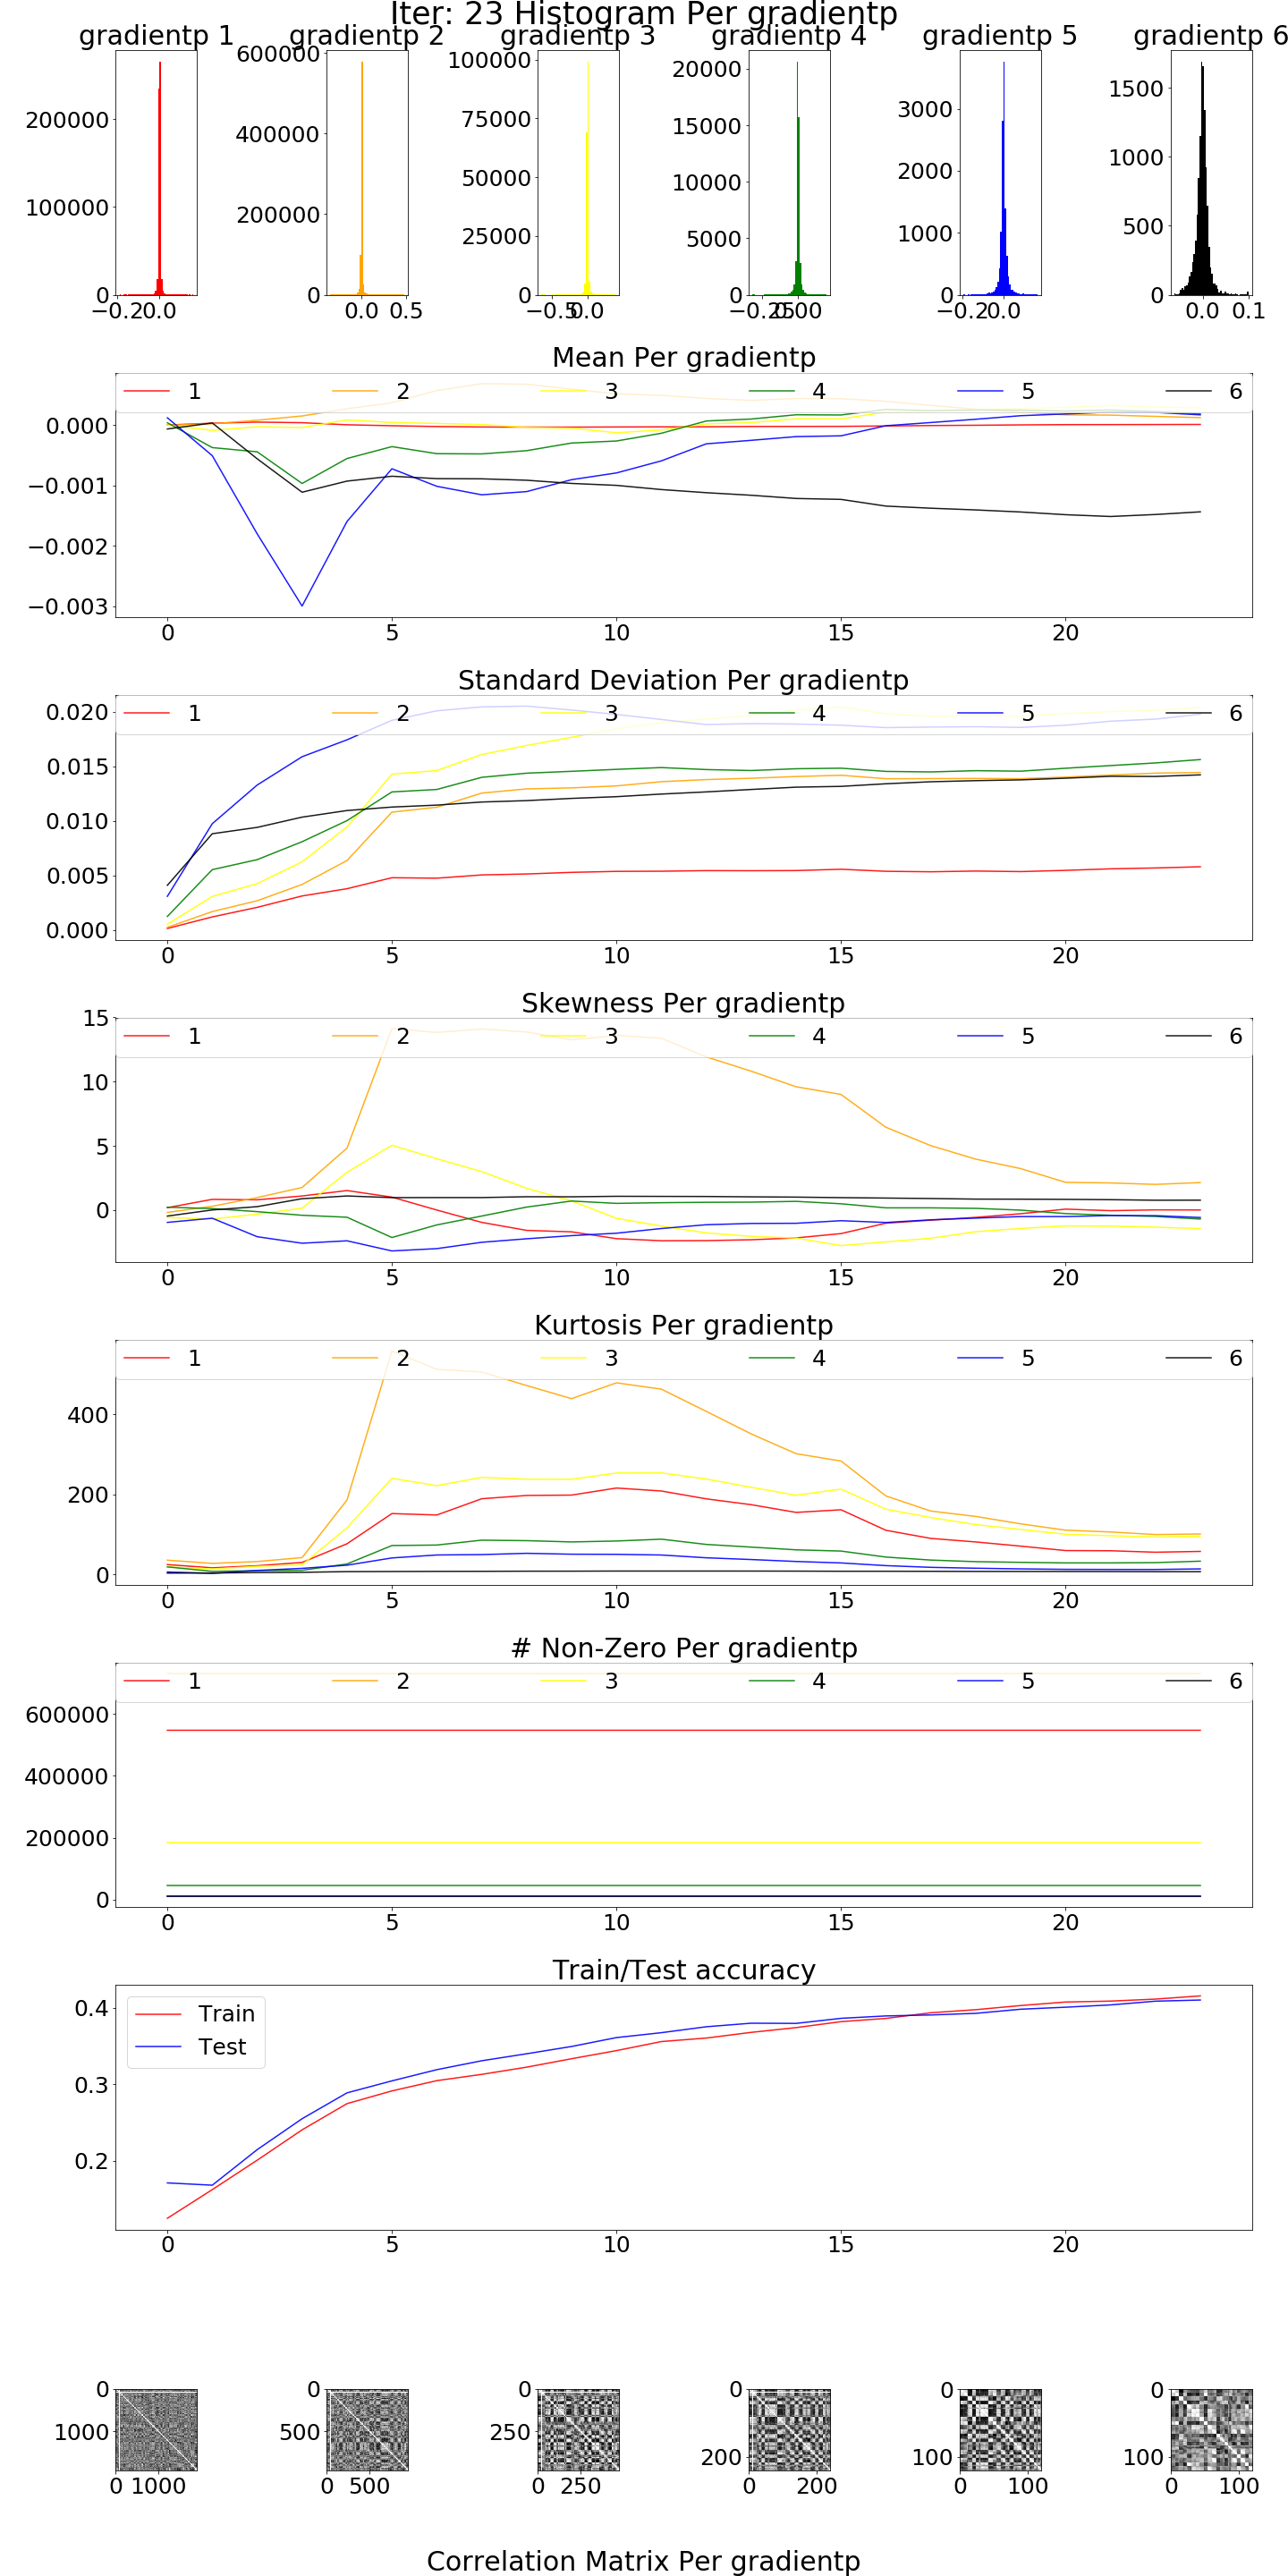 Iter: 23 Histogram Per gradientp
gradientp 1 gradientp 2 gradientp 3 gradientp 4 gradientp 5 gradientp 6
200000 100000 0
600000 400000 200000 0
100000 75000 50000 25000 0
20000 15000 10000 5000 0
3000 2000 1000 0
1500 1000 500 0
−0.2 0.0 0.0 0.5 −0.5 0.0 −0.25 0.00 −0.2 0.0 0.0 0.1
Mean Per gradientp
1 2 3 4 5 6
0.000
−0.001
−0.002
−0.003
0 5 10 15 20
Standard Deviation Per gradientp
0.020
1 2 3 4 5 6
0.015
0.010
0.005
0.000
0 5 10 15 20
Skewness Per gradientp
15
1 2 3 4 5 6
10
5
0
0 5 10 15 20
Kurtosis Per gradientp
1 2 3 4 5 6
400
200
0
0 5 10 15 20
# Non-Zero Per gradientp
1 2 3 4 5 6
600000
400000
200000
0
0 5 10 15 20
Train/Test accuracy
0.4
Train
Test
0.3
0.2
0 5 10 15 20
0 0 0 0 0 0
1000 500 250 200 100 100
0 1000 0 500 0 250 0 200 0 100 0 100
Correlation Matrix Per gradientp